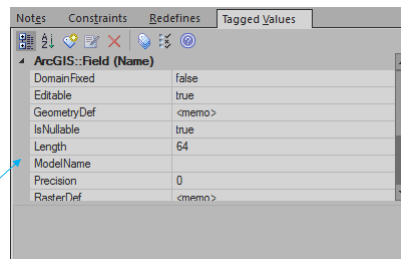 Notes Constraints Redefines Tagged Values
ArcGIS::Field (Name)
DomainFixed false
Editable true
GeometryDef <memo>
IsNullable true
Length 64
ModelName
Precision 0
RasterDef <memo>